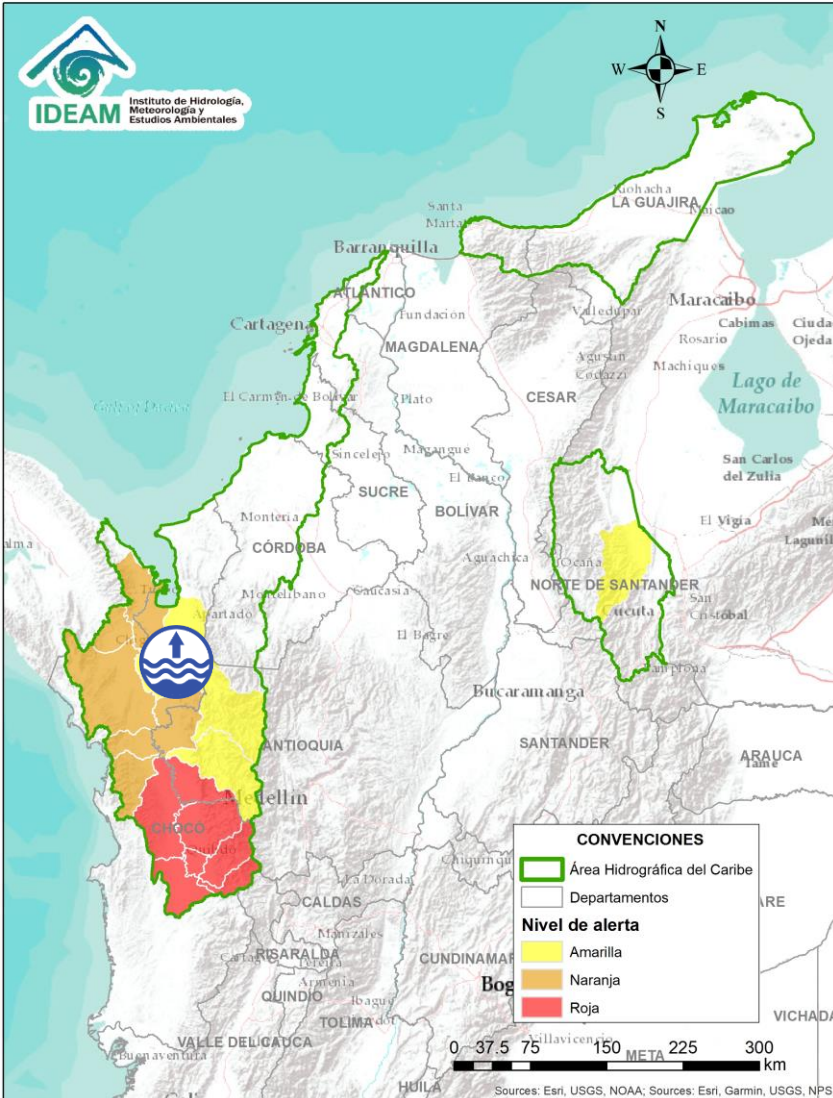 N
W E
S
IDEAM
Instituto de Hidrología,
Meteorología y
Estudios Ambientales
Riohacha
LA GUAJIRA
Maicao
Santa
Marta
Barranquilla
ATLÁNTICO
Maracaibo
Cabimas
Ciudad
Ojeda
Fundación
Valledupar
Cartagena
Rosario
MAGDALENA
Agustín
Codazzi
Machiques
Lago de
Maracaibo
El Carmen de Bolívar
Plato
CESAR
Sincelejo
Magangué
San Carlos
del Zulia
El Banco
SUCRE
BOLÍVAR
Montería
El Vigía
CÓRDOBA
Aguachica
Ocaña
Montelíbano
Caucasia
NORTE DE SANTANDER
San
Cristóbal
Apartadó
Cúcuta
El Bagre
Pamplona
Bucaramanga
ANTIOQUIA
SANTANDER
ARAUCA
Tame
Medellín
CHOCÓ
Quibdó
La Dorada
CALDAS
Manizales
RISARALDA
Pereira
Armenia
QUINDIO
Ibagué
TOLIMA
VALLE DEL CAUCA
Buenaventura
HUILA
Villavicencio
META
VICHADA
CONVENCIONES
Área Hidrográfica del Caribe
Departamentos
Nivel de alerta
Amarilla
Naranja
Roja
0 37.5 75 150 225 300
km
Sources: Esri, USGS, NOAA; Sources: Esri, Garmin, USGS, NPS